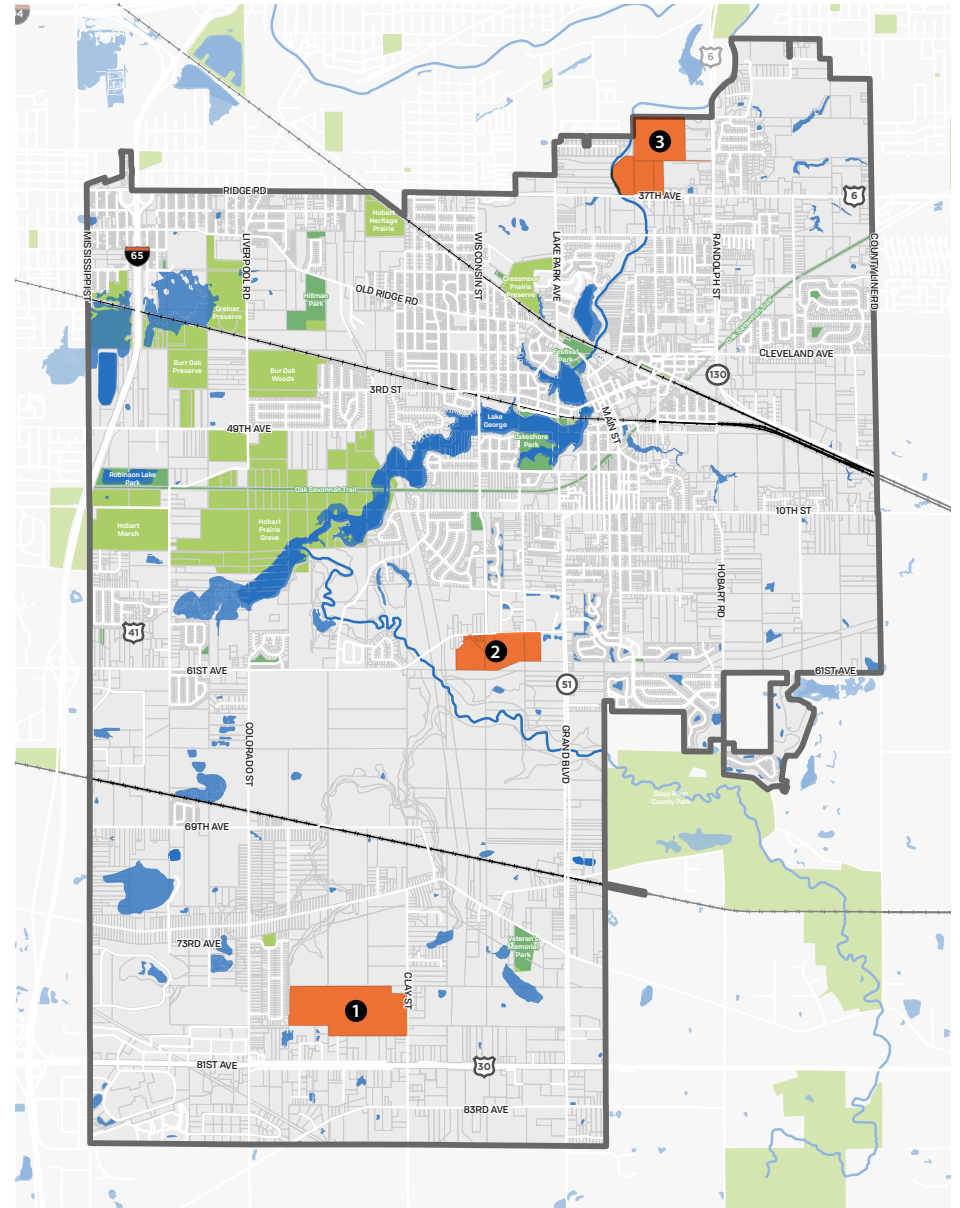 6
3
RIDGE RD
37TH AVE
6
Hobart
Heritage
Prairie
MISSISSIPPI ST
65
LIVERPOOL RD
WISCONSIN ST
LAKE PARK AVE
RANDOLPH ST
COUNTY LINE RD
Cressmoor
Prairie
Preserve
OLD RIDGE RD
Hillman
Park
Greiner
Preserve
Oak Savannah Trail
Festival
Park
CLEVELAND AVE
Burr Oak
Preserve
Bur Oak
Woods
130
3RD ST
Lake
George
MAIN ST
49TH AVE
Lakeshore
Park
Robinson Lake
Park
Oak Savannah Trail
10TH ST
Hobart
Marsh
Hobart
Prairie
Grove
HOBART RD
41
2
61ST AVE
61ST AVE
51
COLORADO ST
GRAND BLVD
Deep River
County Park
69TH AVE
73RD AVE
Veteran's
Memorial
Park
CLAY ST
1
81ST AVE
30
83RD AVE